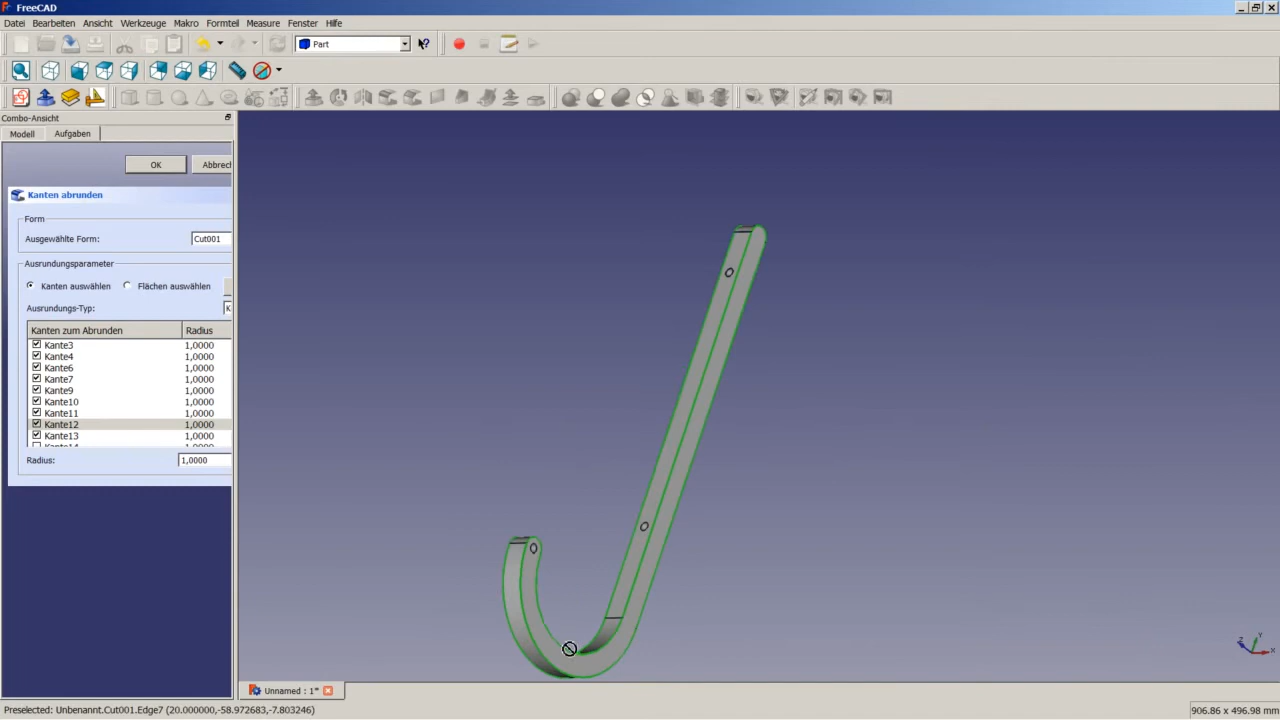 FreeCAD
Datei Bearbeiten Ansicht Werkzeuge Makro Formteil Measure Fenster Hilfe
Part
Combo-Ansicht
Modell Aufgaben
OK Abbrech
Kanten abrunden
Form
Ausgewählte Form: Cut001
Ausrundungsparameter
Kanten auswählen Flächen auswählen
Ausrundungs-Typ: K
Kanten zum Abrunden Radius
Kante3 1,0000
Kante4 1,0000
Kante6 1,0000
Kante7 1,0000
Kante9 1,0000
Kante10 1,0000
Kante11 1,0000
Kante12 1,0000
Kante13 1,0000
Kante14 1,0000
Radius: 1,0000
Y
Z
X
Unnamed : 1*
Preselected: Unbenannt.Cut001.Edge7 (20.000000,-58.972683,-7.803246) 906.86 x 496.98 mm